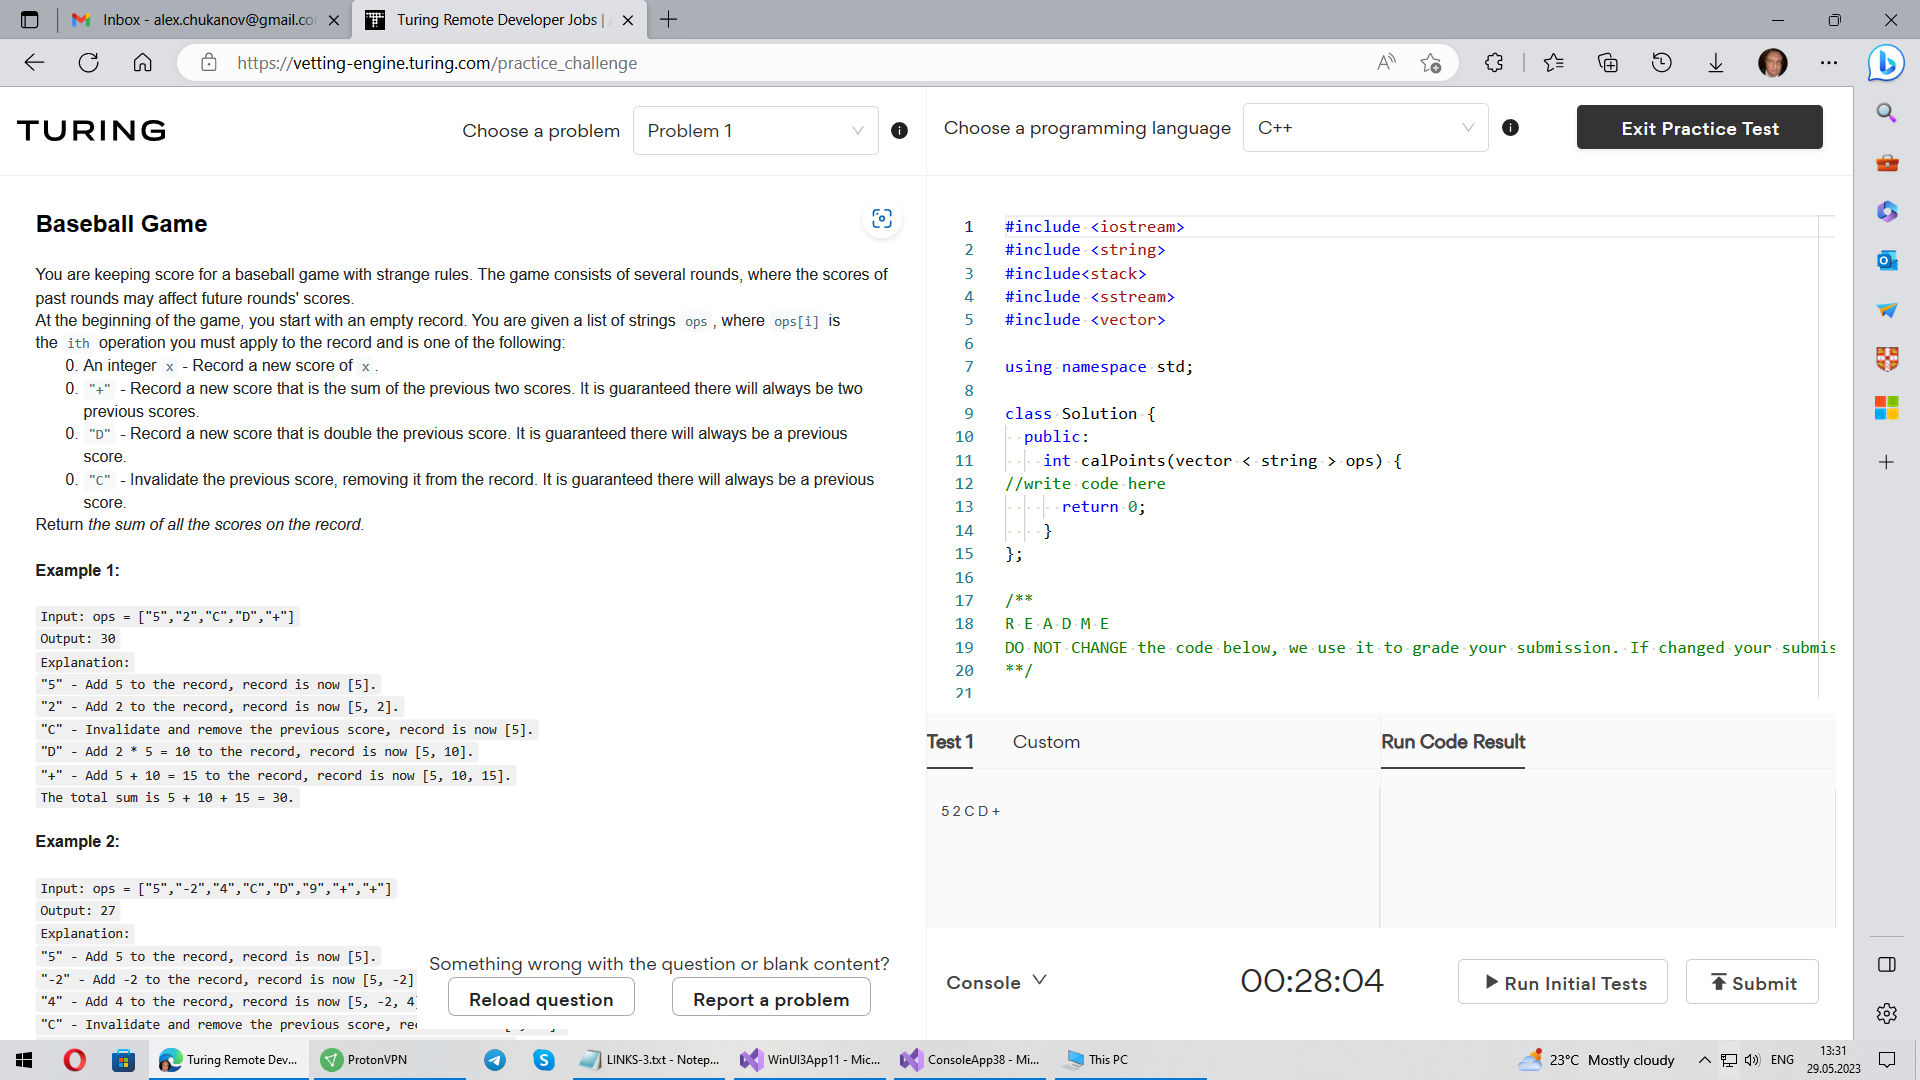 Inbox - alex.chukanov@gmail.co
Turing Remote Developer Jobs |
https://vetting-engine.turing.com/practice_challenge
TURING
Choose a problem
Problem 1
Choose a programming language
C++
Exit Practice Test
Baseball Game
You are keeping score for a baseball game with strange rules. The game consists of several rounds, where the scores of
past rounds may affect future rounds' scores.
At the beginning of the game, you start with an empty record. You are given a list of strings ops , where ops[i] is
the ith operation you must apply to the record and is one of the following:
0. An integer x - Record a new score of x .
0. "+" - Record a new score that is the sum of the previous two scores. It is guaranteed there will always be two
previous scores.
0. "D" - Record a new score that is double the previous score. It is guaranteed there will always be a previous
score.
0. "C" - Invalidate the previous score, removing it from the record. It is guaranteed there will always be a previous
score.
Return the sum of all the scores on the record.
Example 1:
Input: ops = ["5","2","C","D","+"]
Output: 30
Explanation:
"5" - Add 5 to the record, record is now [5].
"2" - Add 2 to the record, record is now [5, 2].
"C" - Invalidate and remove the previous score, record is now [5].
"D" - Add 2 * 5 = 10 to the record, record is now [5, 10].
"+" - Add 5 + 10 = 15 to the record, record is now [5, 10, 15].
The total sum is 5 + 10 + 15 = 30.
Example 2:
Input: ops = ["5","-2","4","C","D","9","+","+"]
Output: 27
Explanation:
"5" - Add 5 to the record, record is now [5].
"-2" - Add -2 to the record, record is now [5, -2]
"4" - Add 4 to the record, record is now [5, -2, 4
"C" - Invalidate and remove the previous score, re
Something wrong with the question or blank content?
Reload question
Report a problem
1 #include <iostream>
2 #include <string>
3 #include<stack>
4 #include <sstream>
5 #include <vector>
6
7 using namespace std;
8
9 class Solution {
10 public:
11 int calPoints(vector < string > ops) {
12 //write code here
13 return 0;
14 }
15 };
16
17 /**
18 R E A D M E
19 DO NOT CHANGE the code below, we use it to grade your submission. If changed your submis
20 **/
21
Test 1
Custom
Run Code Result
5 2 C D +
Console
00:28:04
Run Initial Tests
Submit
Turing Remote Dev...
ProtonVPN
LINKS-3.txt - Notep...
WinUI3App11 - Mic...
ConsoleApp38 - Mi...
This PC
23°C Mostly cloudy
ENG
13:31
29.05.2023